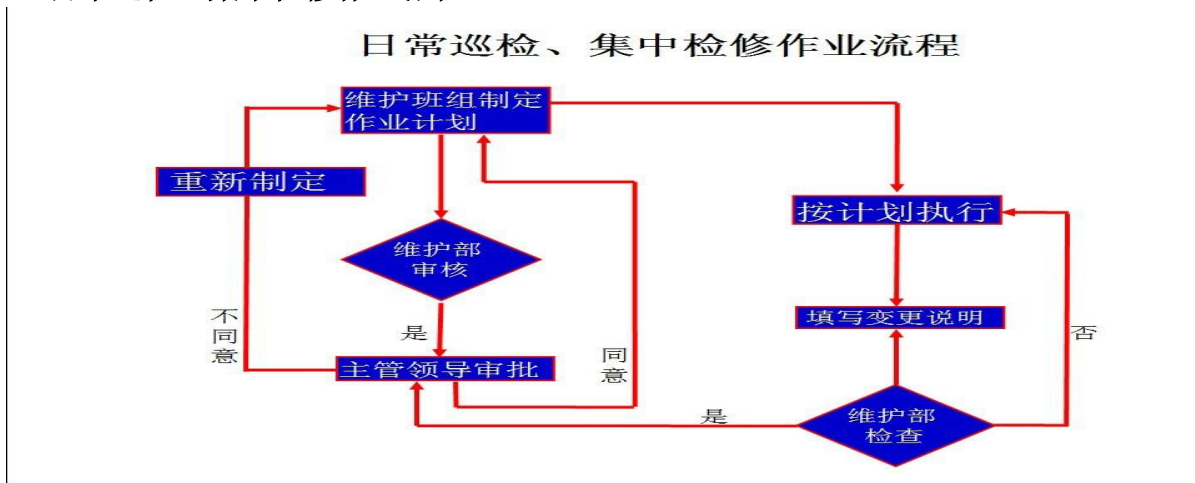 日常巡检、集中检修作业流程
维护班组制定
作业计划
重新制定
按计划执行
维护部
审核
填写变更说明
不
同
意
是
同
意
否
主管领导审批
是
维护部
检查